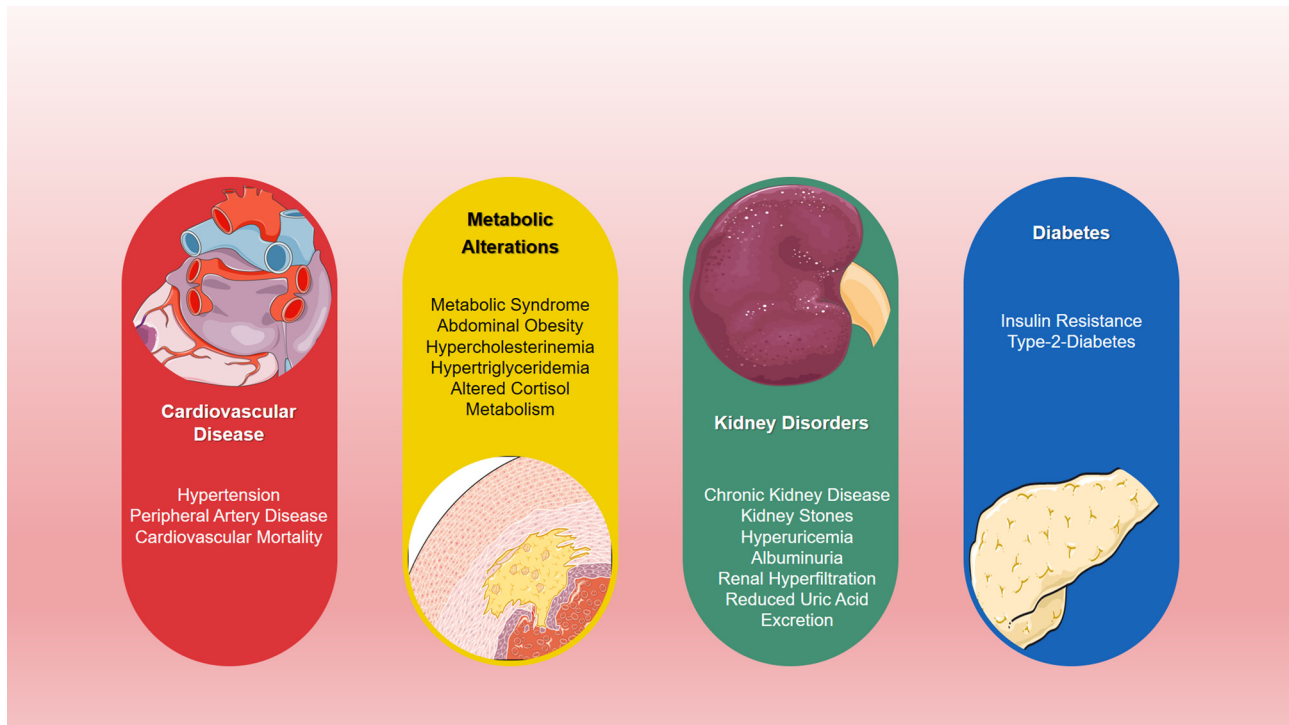 Cardiovascular
Disease
Hypertension
Peripheral Artery Disease
Cardiovascular Mortality
Metabolic
Alterations
Metabolic Syndrome
Abdominal Obesity
Hypercholesterinemia
Hypertriglyceridemia
Altered Cortisol
Metabolism
Kidney Disorders
Chronic Kidney Disease
Kidney Stones
Hyperuricemia
Albuminuria
Renal Hyperfiltration
Reduced Uric Acid
Excretion
Diabetes
Insulin Resistance
Type-2-Diabetes